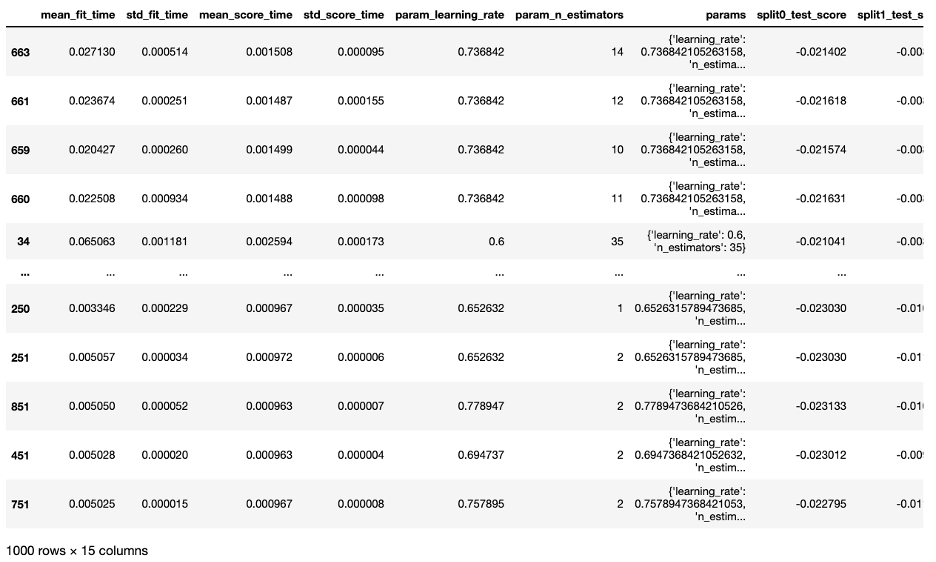 mean_fit_time std_fit_time mean_score_time std_score_time param_learning_rate param_n_estimators params split0_test_score split1_test_s
663 0.027130 0.000514 0.001508 0.000095 0.736842 14 {'learning_rate': 0.736842105263158, 'n_estima... -0.021402 -0.00
661 0.023674 0.000251 0.001487 0.000155 0.736842 12 {'learning_rate': 0.736842105263158, 'n_estima... -0.021618 -0.00
659 0.020427 0.000260 0.001499 0.000044 0.736842 10 {'learning_rate': 0.736842105263158, 'n_estima... -0.021574 -0.00
660 0.022508 0.000934 0.001488 0.000098 0.736842 11 {'learning_rate': 0.736842105263158, 'n_estima... -0.021631 -0.00
34 0.065063 0.001181 0.002594 0.000173 0.6 35 {'learning_rate': 0.6, 'n_estimators': 35} -0.021041 -0.00
... ... ... ... ... ... ... ... ...
250 0.003346 0.000229 0.000967 0.000035 0.652632 1 {'learning_rate': 0.6526315789473685, 'n_estim... -0.023030 -0.01
251 0.005057 0.000034 0.000972 0.000006 0.652632 2 {'learning_rate': 0.6526315789473685, 'n_estim... -0.023030 -0.01
851 0.005050 0.000052 0.000963 0.000007 0.778947 2 {'learning_rate': 0.7789473684210526, 'n_estim... -0.023133 -0.01
451 0.005028 0.000020 0.000963 0.000004 0.694737 2 {'learning_rate': 0.6947368421052632, 'n_estim... -0.023012 -0.00
751 0.005025 0.000015 0.000967 0.000008 0.757895 2 {'learning_rate': 0.7578947368421053, 'n_estim... -0.022795 -0.01
1000 rows × 15 columns